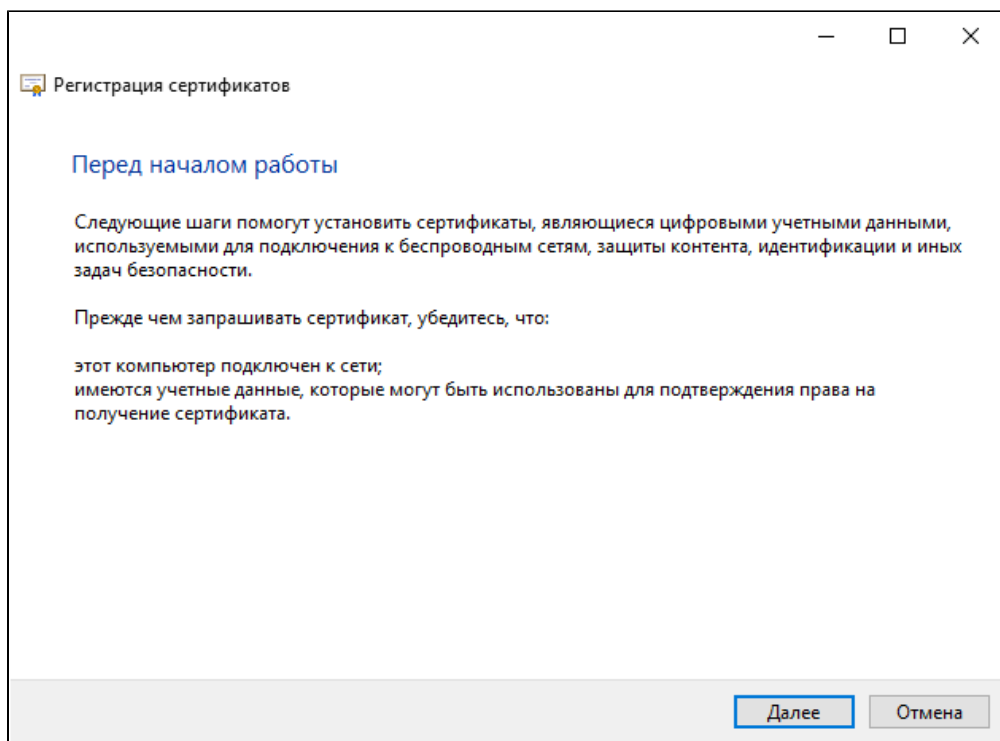 Регистрация сертификатов
Перед началом работы
Следующие шаги помогут установить сертификаты, являющиеся цифровыми учетными данными,
используемыми для подключения к беспроводным сетям, защиты контента, идентификации и иных
задач безопасности.
Прежде чем запрашивать сертификат, убедитесь, что:
этот компьютер подключен к сети;
имеются учетные данные, которые могут быть использованы для подтверждения права на
получение сертификата.
Далее
Отмена